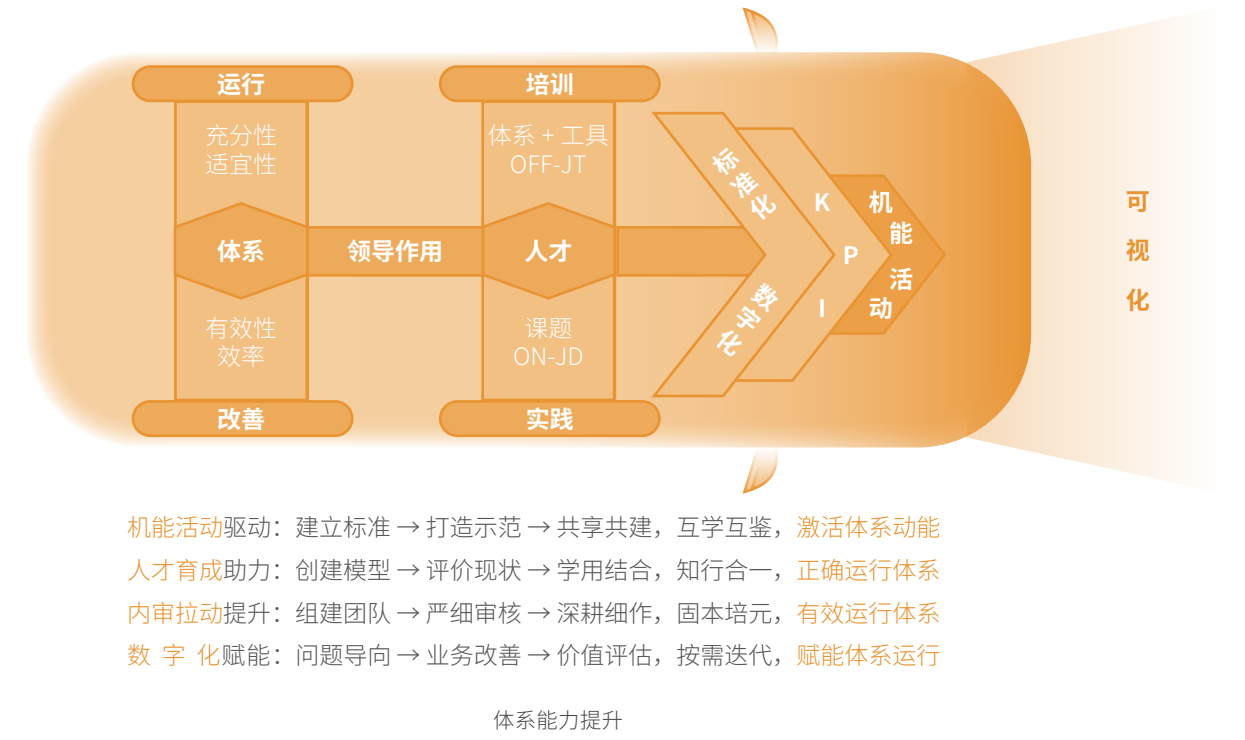 运行
充分性
适宜性
体系
有效性
效率
改善
领导作用
培训
体系 + 工具
OFF-JT
人才
课题
ON-JD
实践
标准化
数字化
KPI
机能活动
可视化
机能活动驱动：建立标准 → 打造示范 → 共享共建，互学互鉴，激活体系动能
人才育成助力：创建模型 → 评价现状 → 学用结合，知行合一，正确运行体系
内审拉动提升：组建团队 → 严细审核 → 深耕细作，固本培元，有效运行体系
数 字 化赋能：问题导向 → 业务改善 → 价值评估，按需迭代，赋能体系运行
体系能力提升